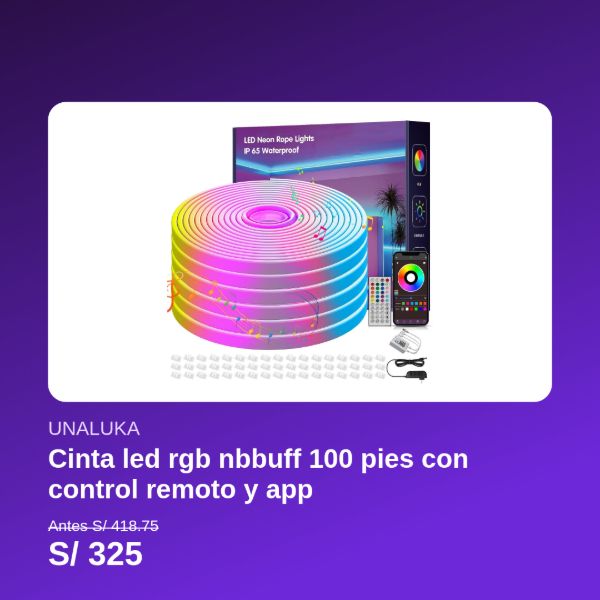 LED Neon Rope Lights
IP 65 Waterproof
UNALUKA
Cinta led rgb nbbuff 100 pies con
control remoto y app
Antes S/ 418.75
S/ 325